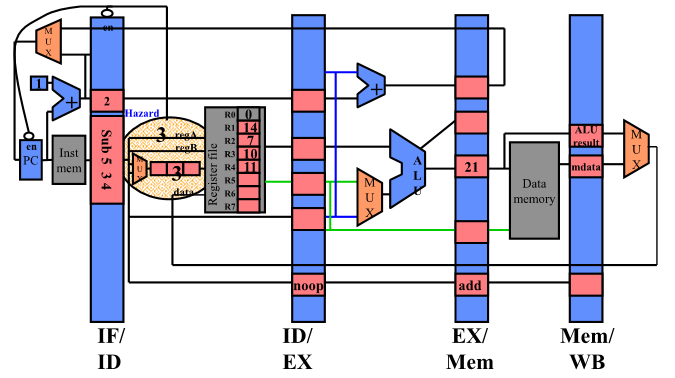 en
M
U
X
1
+
2
Hazard
3
regA
regB
en
PC
Inst
mem
Sub 5 3 4
M
U
X
3
data
Register file
R0 0
R1 14
R2 7
R3 10
R4 11
R5
R6
R7
+
M
U
X
A
L
U
21
Data
memory
ALU
result
mdata
M
U
X
noop
add
IF/
ID
ID/
EX
EX/
Mem
Mem/
WB